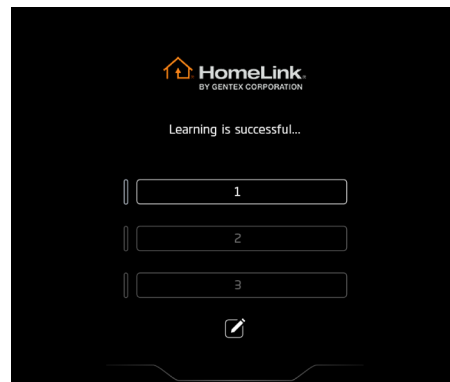 HomeLink.
BY GENTEX CORPORATION
Learning is successful...
1
2
3